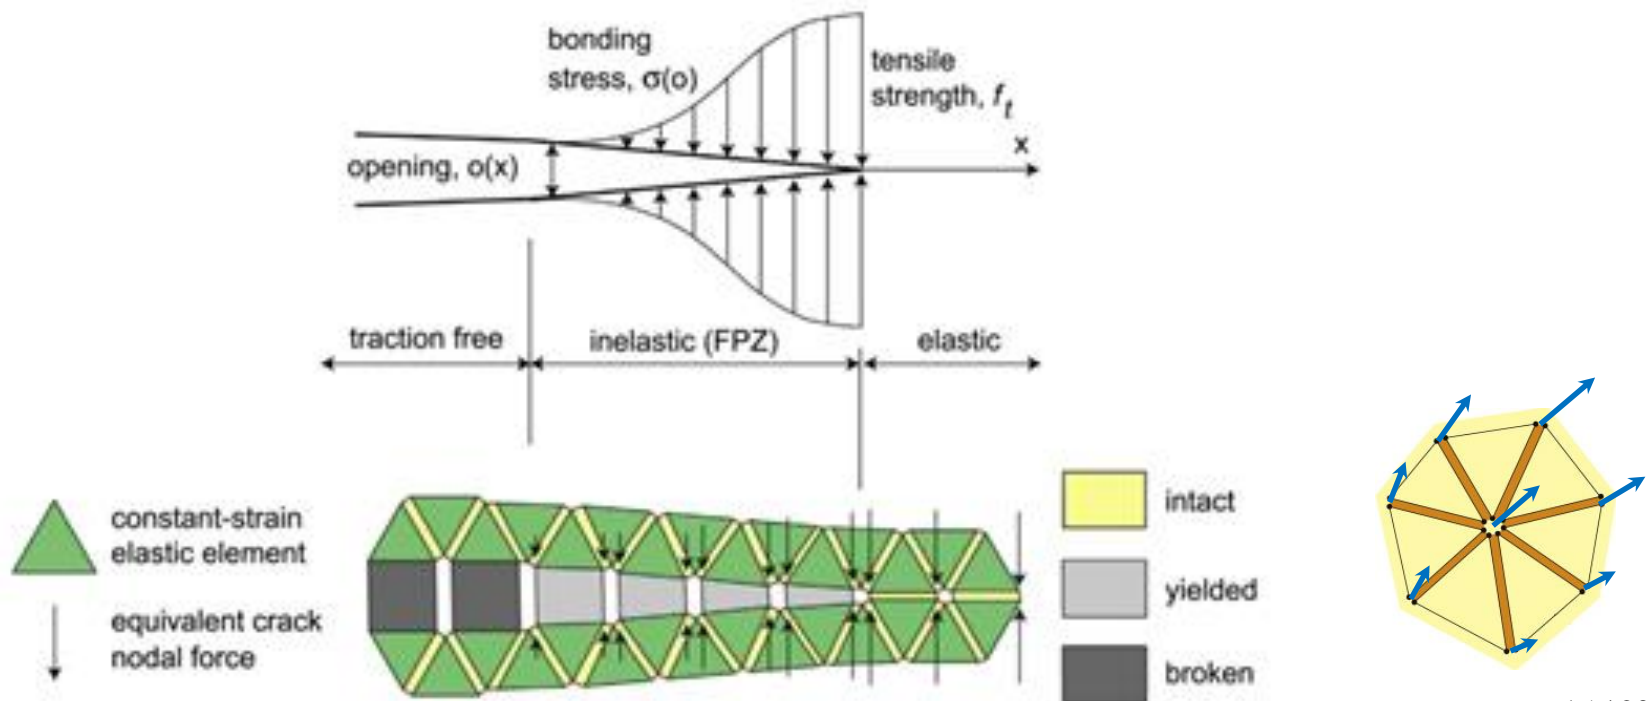 bonding
stress, σ(o)
tensile
strength, fₜ
x
opening, o(x)
traction free
inelastic (FPZ)
elastic
constant-strain
elastic element
equivalent crack
nodal force
intact
yielded
broken